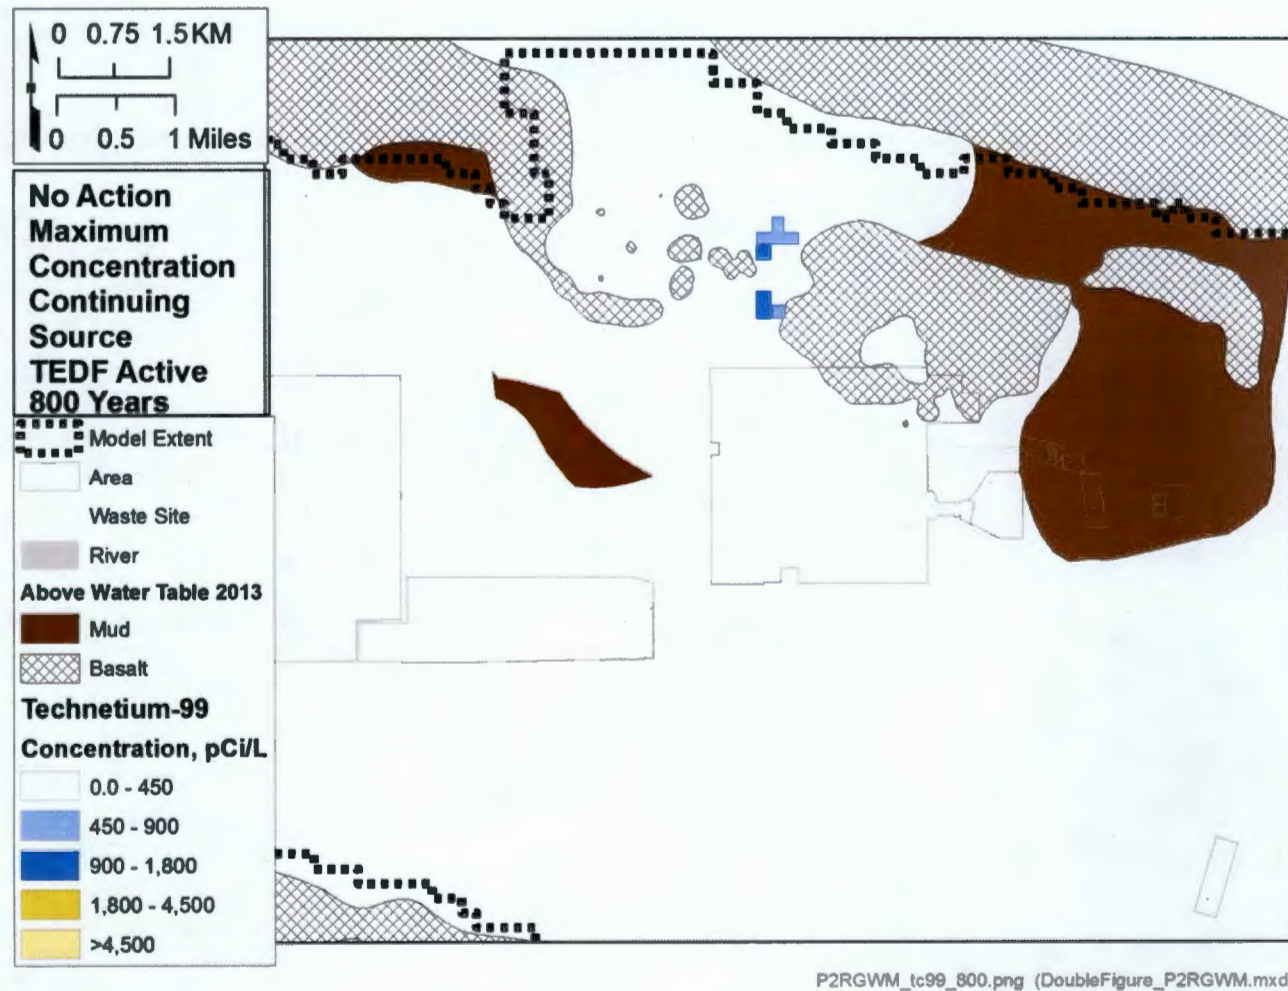 0 0.75 1.5 KM
0 0.5 1 Miles
No Action
Maximum
Concentration
Continuing
Source
TEDF Active
800 Years
Model Extent
Area
Waste Site
River
Above Water Table 2013
Mud
Basalt
Technetium-99
Concentration, pCi/L
0.0 - 450
450 - 900
900 - 1,800
1,800 - 4,500
>4,500
P2RGWM_tc99_800.png (DoubleFigure_P2RGWM.mxd